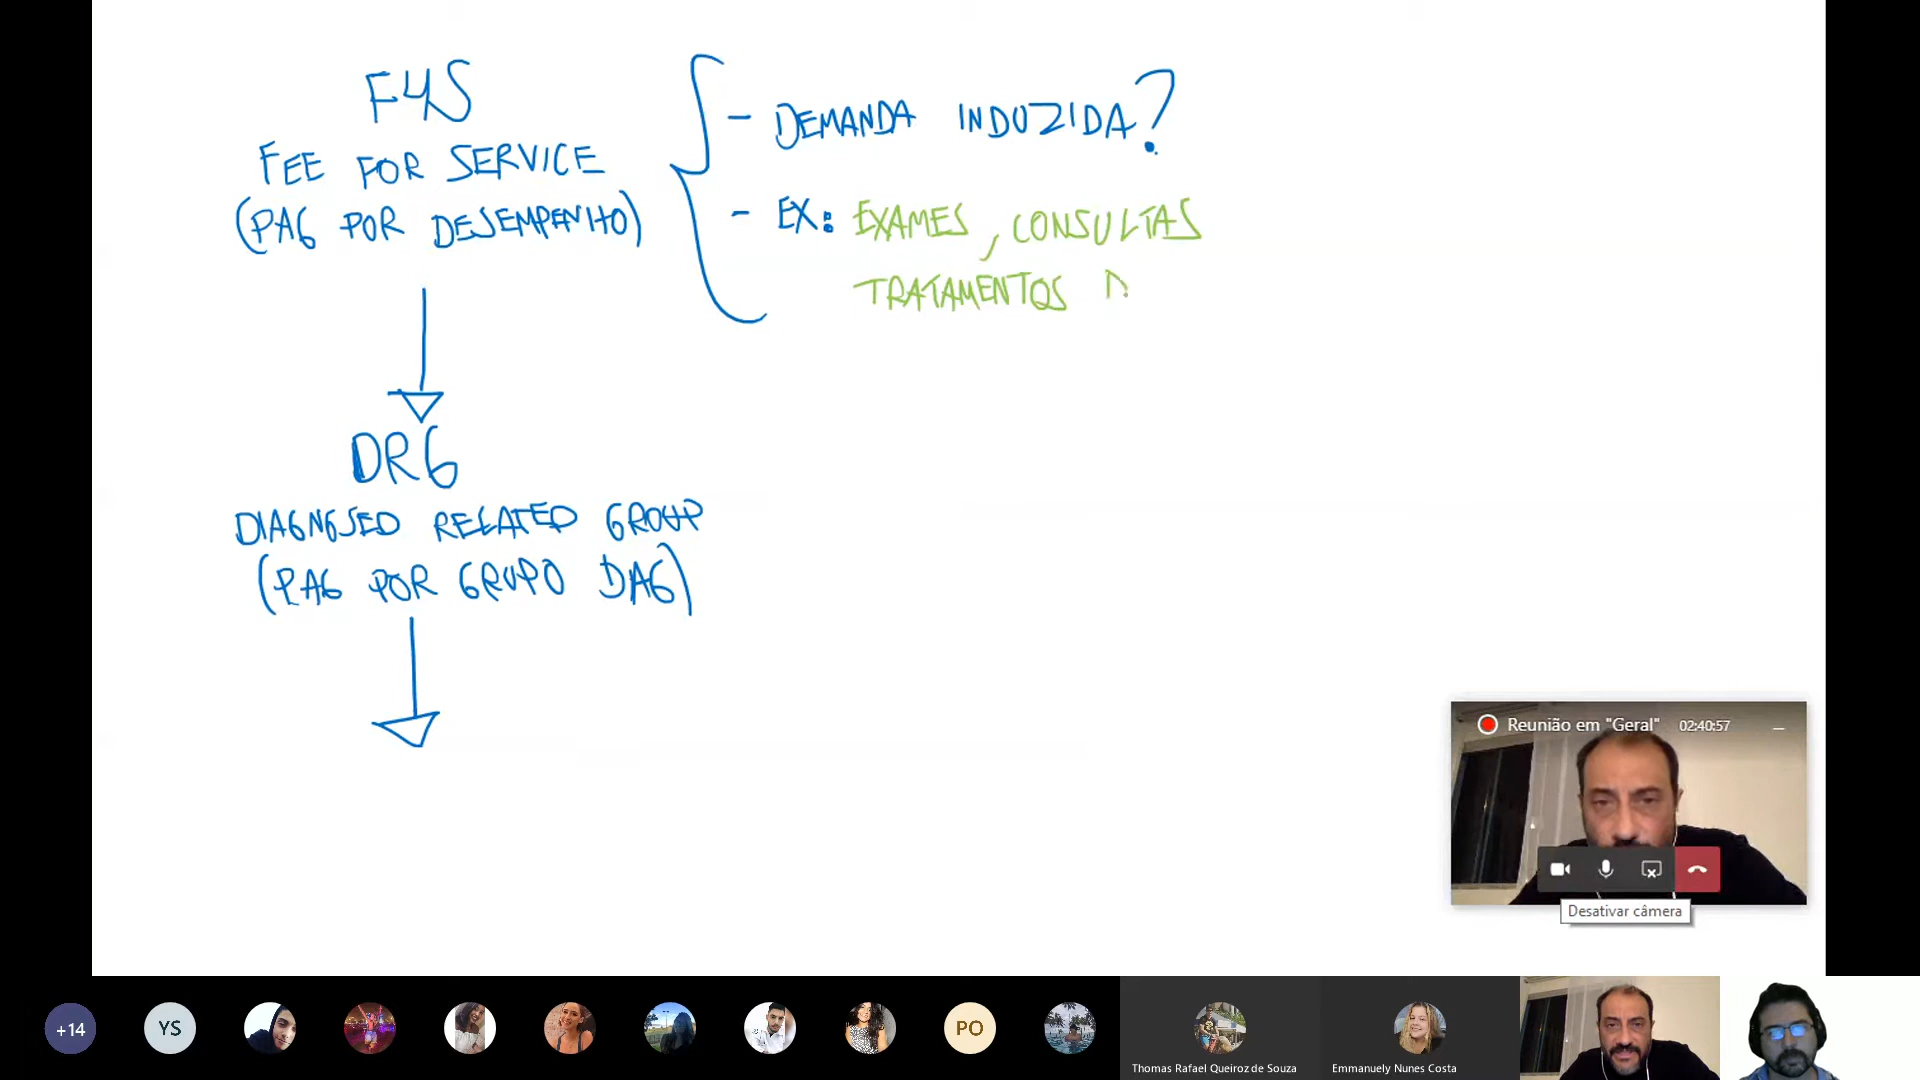 F4S
FEE FOR SERVICE
(PAG POR DESEMPENHO)
- DEMANDA INDUZIDA?
- EX: EXAMES, CONSULTAS
TRATAMENTOS
DRG
DIAGNOSED RELATED GROUP
(PAG POR GRUPO DAG)
Reunião em "Geral" 02:40:57
Desativar câmera
+14
YS
PO
Thomas Rafael Queiroz de Souza
Emmanuely Nunes Costa